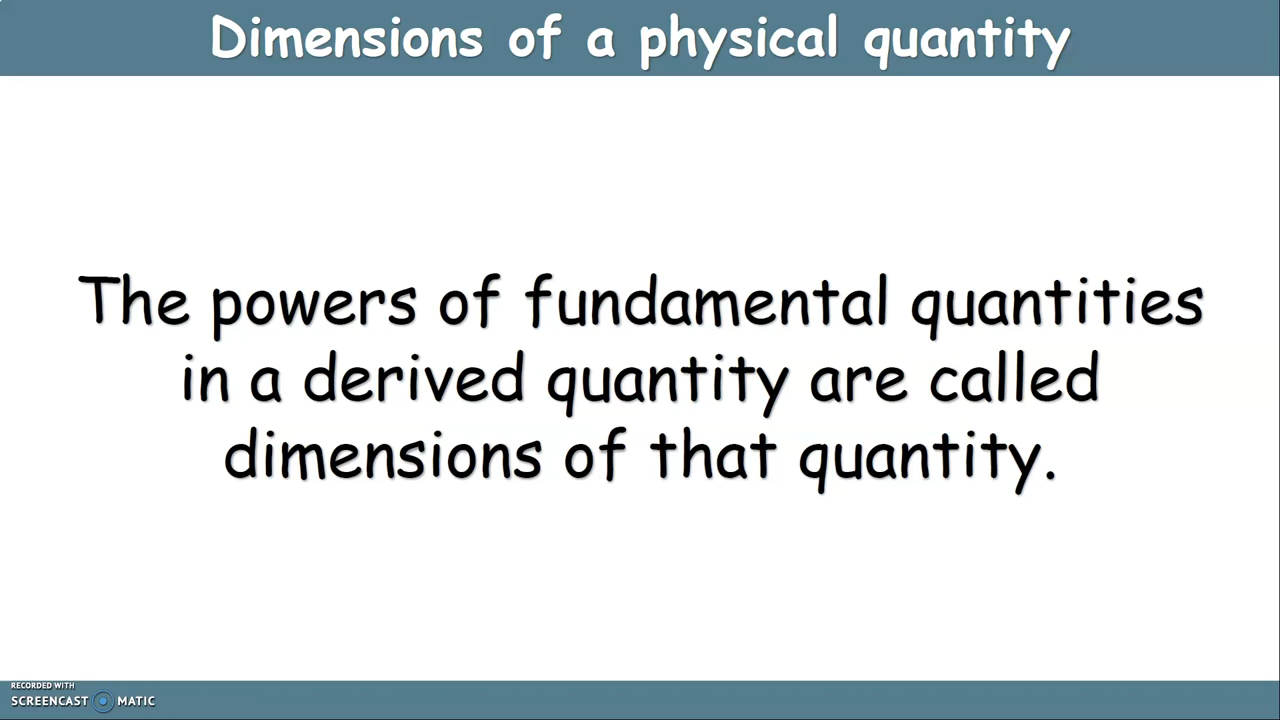 Dimensions of a physical quantity
The powers of fundamental quantities
in a derived quantity are called
dimensions of that quantity.
RECORDED WITH
SCREENCAST MATIC